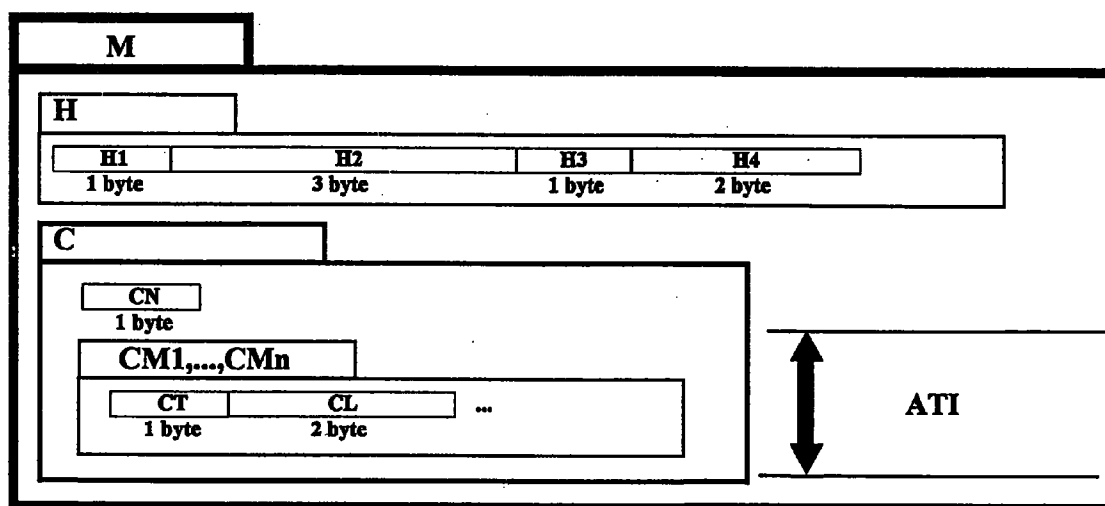 M
H
H1 H2 H3 H4
1 byte 3 byte 1 byte 2 byte
C
CN
1 byte
CM1,...,CMn
CT CL ...
1 byte 2 byte
ATI